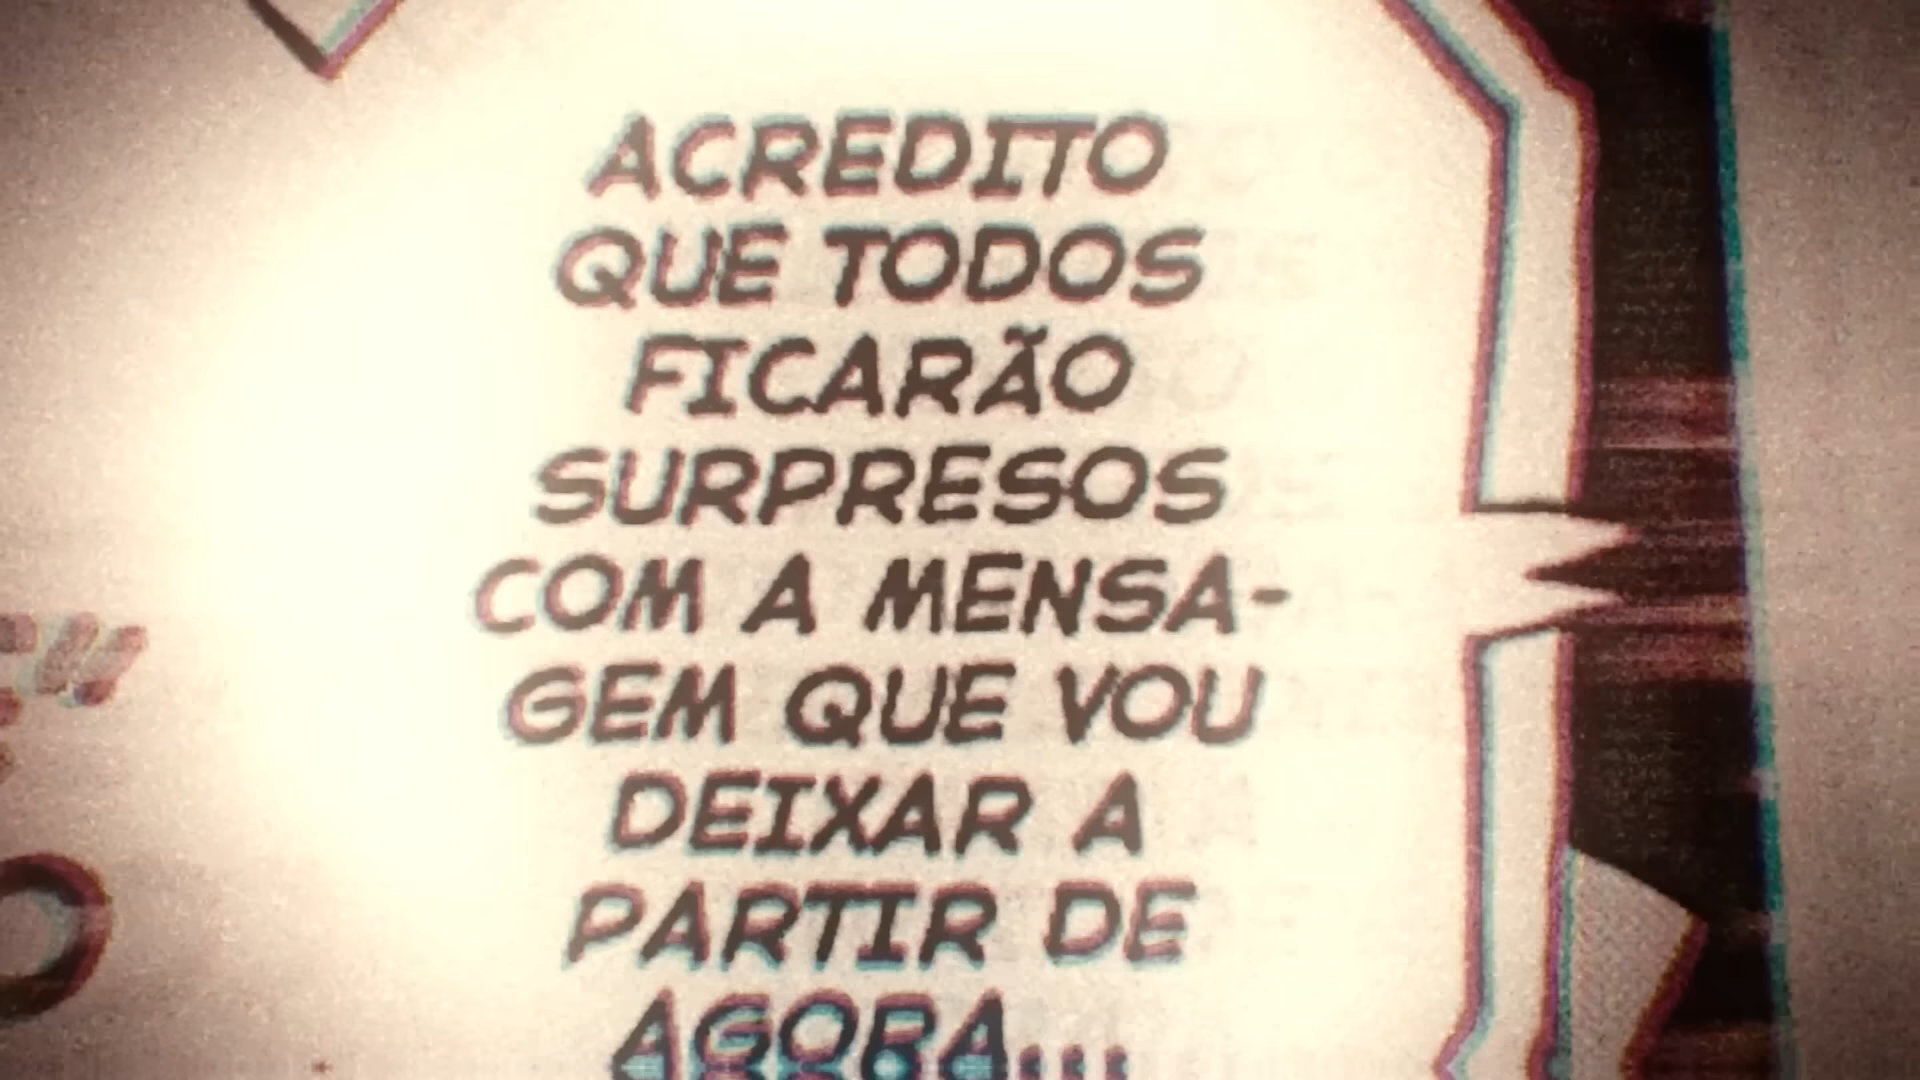 ACREDITO
QUE TODOS
FICARÃO
SURPRESOS
COM A MENSA-
GEM QUE VOU
DEIXAR A
PARTIR DE
AGORA...